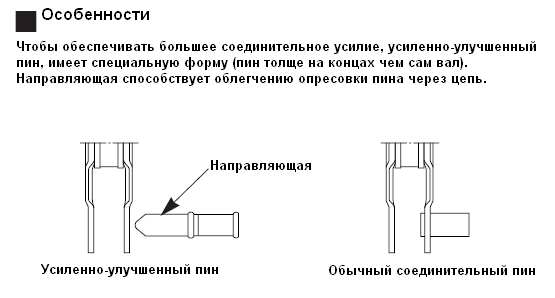 Особенности
Чтобы обеспечивать большее соединительное усилие, усиленно-улучшенный
пин, имеет специальную форму (пин толще на концах чем сам вал).
Направляющая способствует облегчению опресовки пина через цепь.
Направляющая
Усиленно-улучшенный пин
Обычный соединительный пин